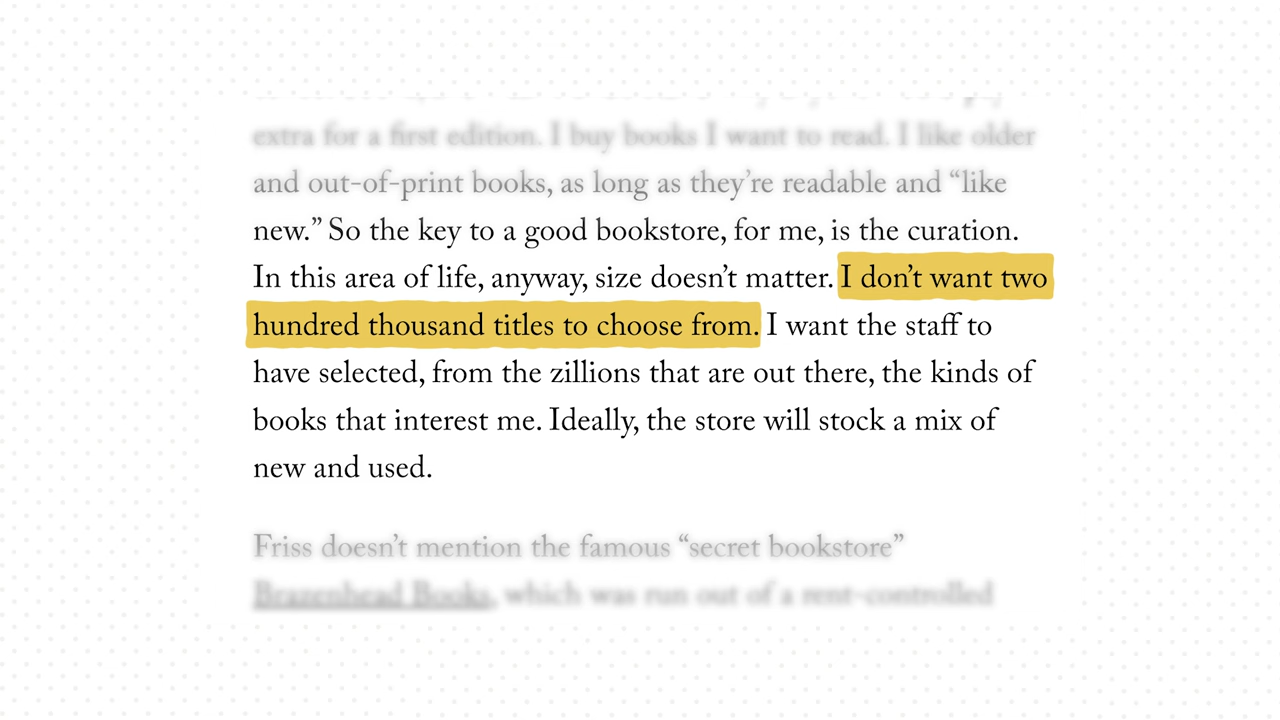 extra for a first edition. I buy books I want to read. I like older
and out-of-print books, as long as they’re readable and “like
new.” So the key to a good bookstore, for me, is the curation.
In this area of life, anyway, size doesn’t matter. I don’t want two
hundred thousand titles to choose from. I want the staff to
have selected, from the zillions that are out there, the kinds of
books that interest me. Ideally, the store will stock a mix of
new and used.
Friss doesn’t mention the famous “secret bookstore”
Brazenhead Books, which was run out of a rent-controlled